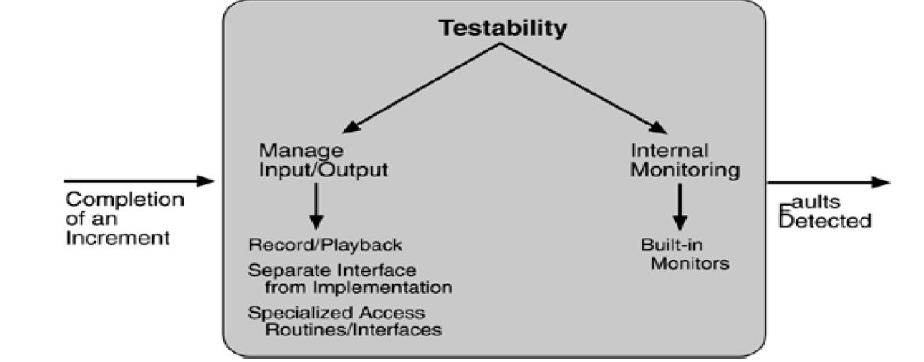 Testability
Manage
Input/Output
Internal
Monitoring
Completion
of an
Increment
Faults
Detected
Record/Playback
Separate Interface
from Implementation
Specialized Access
Routines/Interfaces
Built-in
Monitors